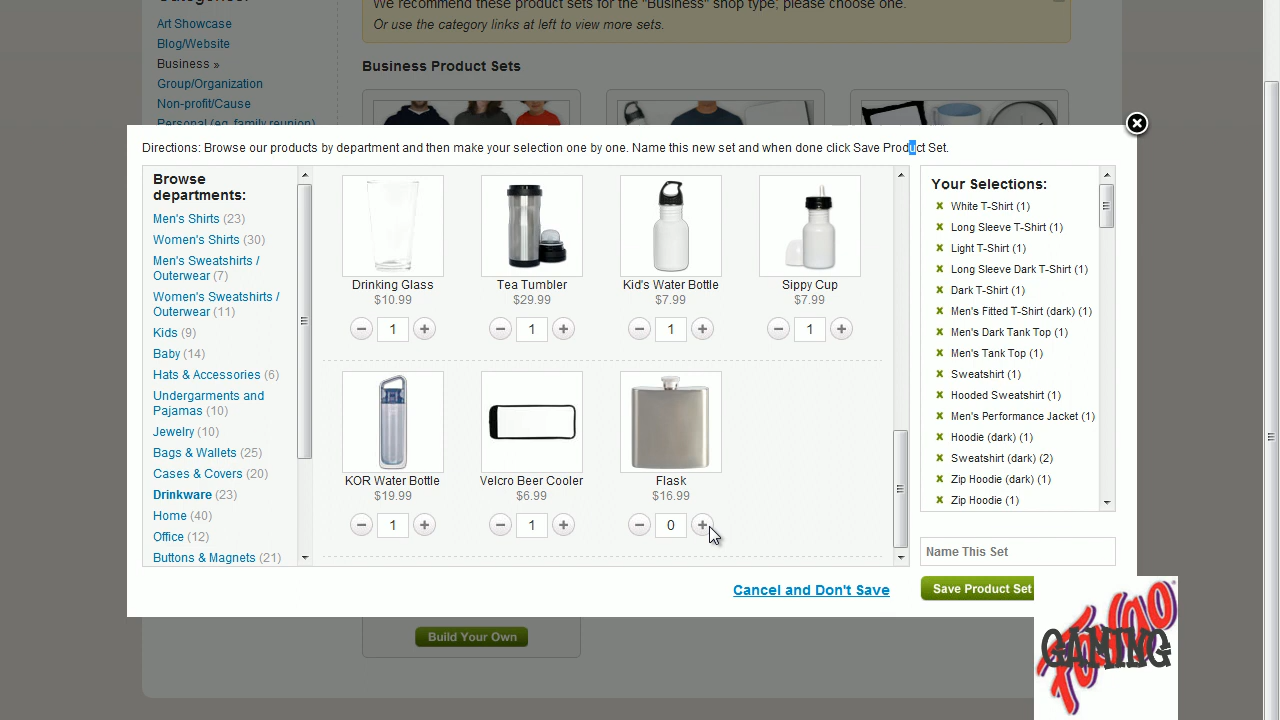 Categories:
We recommend these product sets for the "Business" shop type; please choose one.
Art Showcase
Or use the category links at left to view more sets.
Blog/Website
Business »
Business Product Sets
Group/Organization
Non-profit/Cause
Personal (eg. family reunion)
Directions: Browse our products by department and then make your selection one by one. Name this new set and when done click Save Product Set.
Browse
departments:
Men's Shirts (23)
Women's Shirts (30)
Men's Sweatshirts /
Outerwear (7)
Women's Sweatshirts /
Outerwear (11)
Kids (9)
Baby (14)
Hats & Accessories (6)
Undergarments and
Pajamas (10)
Jewelry (10)
Bags & Wallets (25)
Cases & Covers (20)
Drinkware (23)
Home (40)
Office (12)
Buttons & Magnets (21)
Drinking Glass
$10.99
1
Tea Tumbler
$29.99
1
Kid's Water Bottle
$7.99
1
Sippy Cup
$7.99
1
KOR Water Bottle
$19.99
1
Velcro Beer Cooler
$6.99
1
Flask
$16.99
0
Your Selections:
White T-Shirt (1)
Long Sleeve T-Shirt (1)
Light T-Shirt (1)
Long Sleeve Dark T-Shirt (1)
Dark T-Shirt (1)
Men's Fitted T-Shirt (dark) (1)
Men's Dark Tank Top (1)
Men's Tank Top (1)
Sweatshirt (1)
Hooded Sweatshirt (1)
Men's Performance Jacket (1)
Hoodie (dark) (1)
Sweatshirt (dark) (2)
Zip Hoodie (dark) (1)
Zip Hoodie (1)
Name This Set
Cancel and Don't Save
Save Product Set
Build Your Own
GAMING